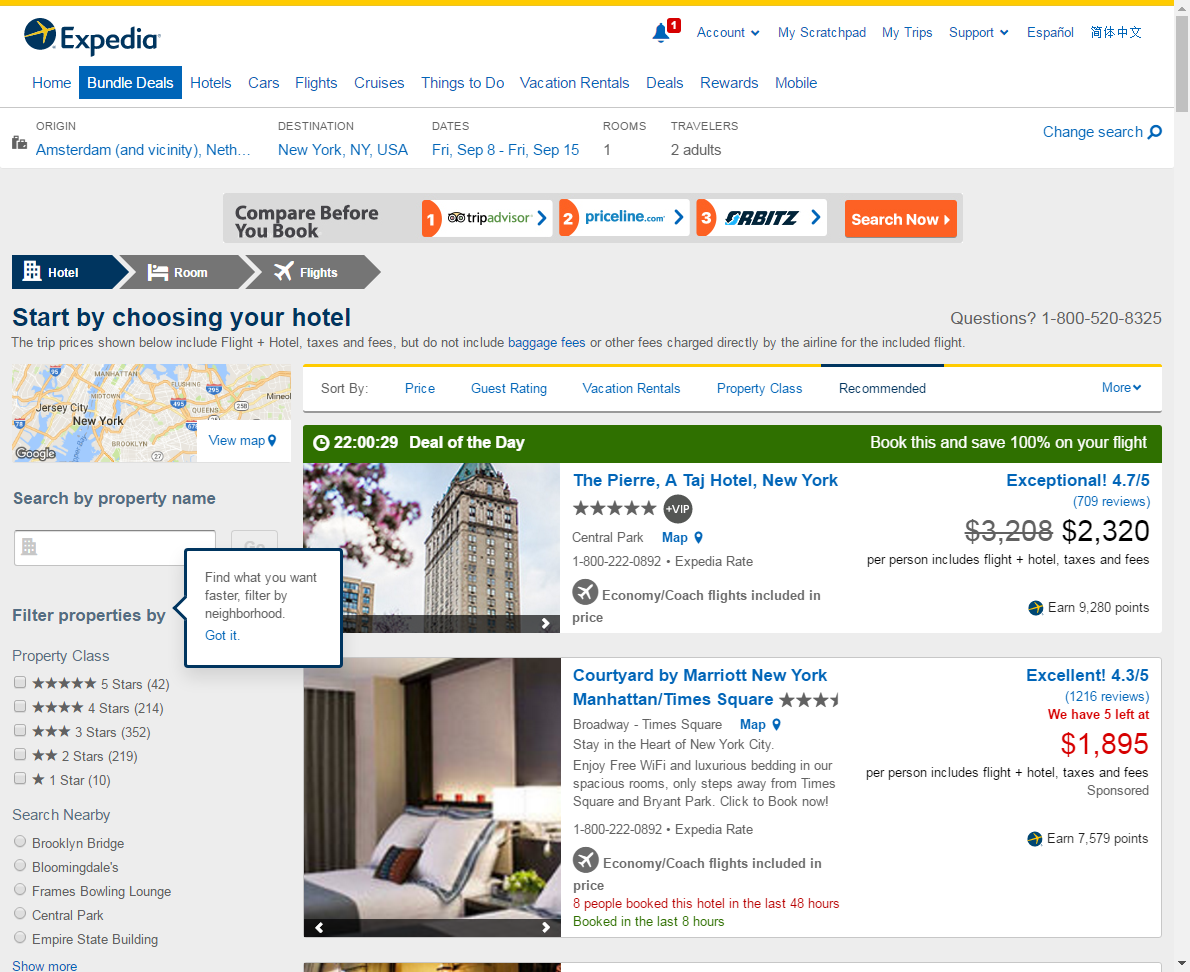 Expedia
1
Account
My Scratchpad
My Trips
Support
Español
简体中文
Home
Bundle Deals
Hotels
Cars
Flights
Cruises
Things to Do
Vacation Rentals
Deals
Rewards
Mobile
ORIGIN
Amsterdam (and vicinity), Neth...
DESTINATION
New York, NY, USA
DATES
Fri, Sep 8 - Fri, Sep 15
ROOMS
1
TRAVELERS
2 adults
Change search
Compare Before
You Book
1 tripadvisor
2 priceline.com
3 ORBITZ
Search Now
Hotel
Room
Flights
Start by choosing your hotel
Questions? 1-800-520-8325
The trip prices shown below include Flight + Hotel, taxes and fees, but do not include baggage fees or other fees charged directly by the airline for the included flight.
95
MANHATTAN
FLUSHING
295
MIDTOWN
495
Mineol
Jersey City
QUEENS
25B
New York
78
BROOKLYN
27
Google
View map
Search by property name
Go
Find what you want
faster, filter by
neighborhood.
Got it.
Filter properties by
Property Class
5 Stars (42)
4 Stars (214)
3 Stars (352)
2 Stars (219)
1 Star (10)
Search Nearby
Brooklyn Bridge
Bloomingdale's
Frames Bowling Lounge
Central Park
Empire State Building
Show more
Sort By:
Price
Guest Rating
Vacation Rentals
Property Class
Recommended
More
22:00:29 Deal of the Day
Book this and save 100% on your flight
The Pierre, A Taj Hotel, New York
+VIP
Central Park
Map
1-800-222-0892 • Expedia Rate
Economy/Coach flights included in
price
Exceptional! 4.7/5
(709 reviews)
$3,208 $2,320
per person includes flight + hotel, taxes and fees
Earn 9,280 points
Courtyard by Marriott New York
Manhattan/Times Square
Broadway - Times Square
Map
Stay in the Heart of New York City.
Enjoy Free WiFi and luxurious bedding in our
spacious rooms, only steps away from Times
Square and Bryant Park. Click to Book now!
1-800-222-0892 • Expedia Rate
Economy/Coach flights included in
price
8 people booked this hotel in the last 48 hours
Booked in the last 8 hours
Excellent! 4.3/5
(1216 reviews)
We have 5 left at
$1,895
per person includes flight + hotel, taxes and fees
Sponsored
Earn 7,579 points